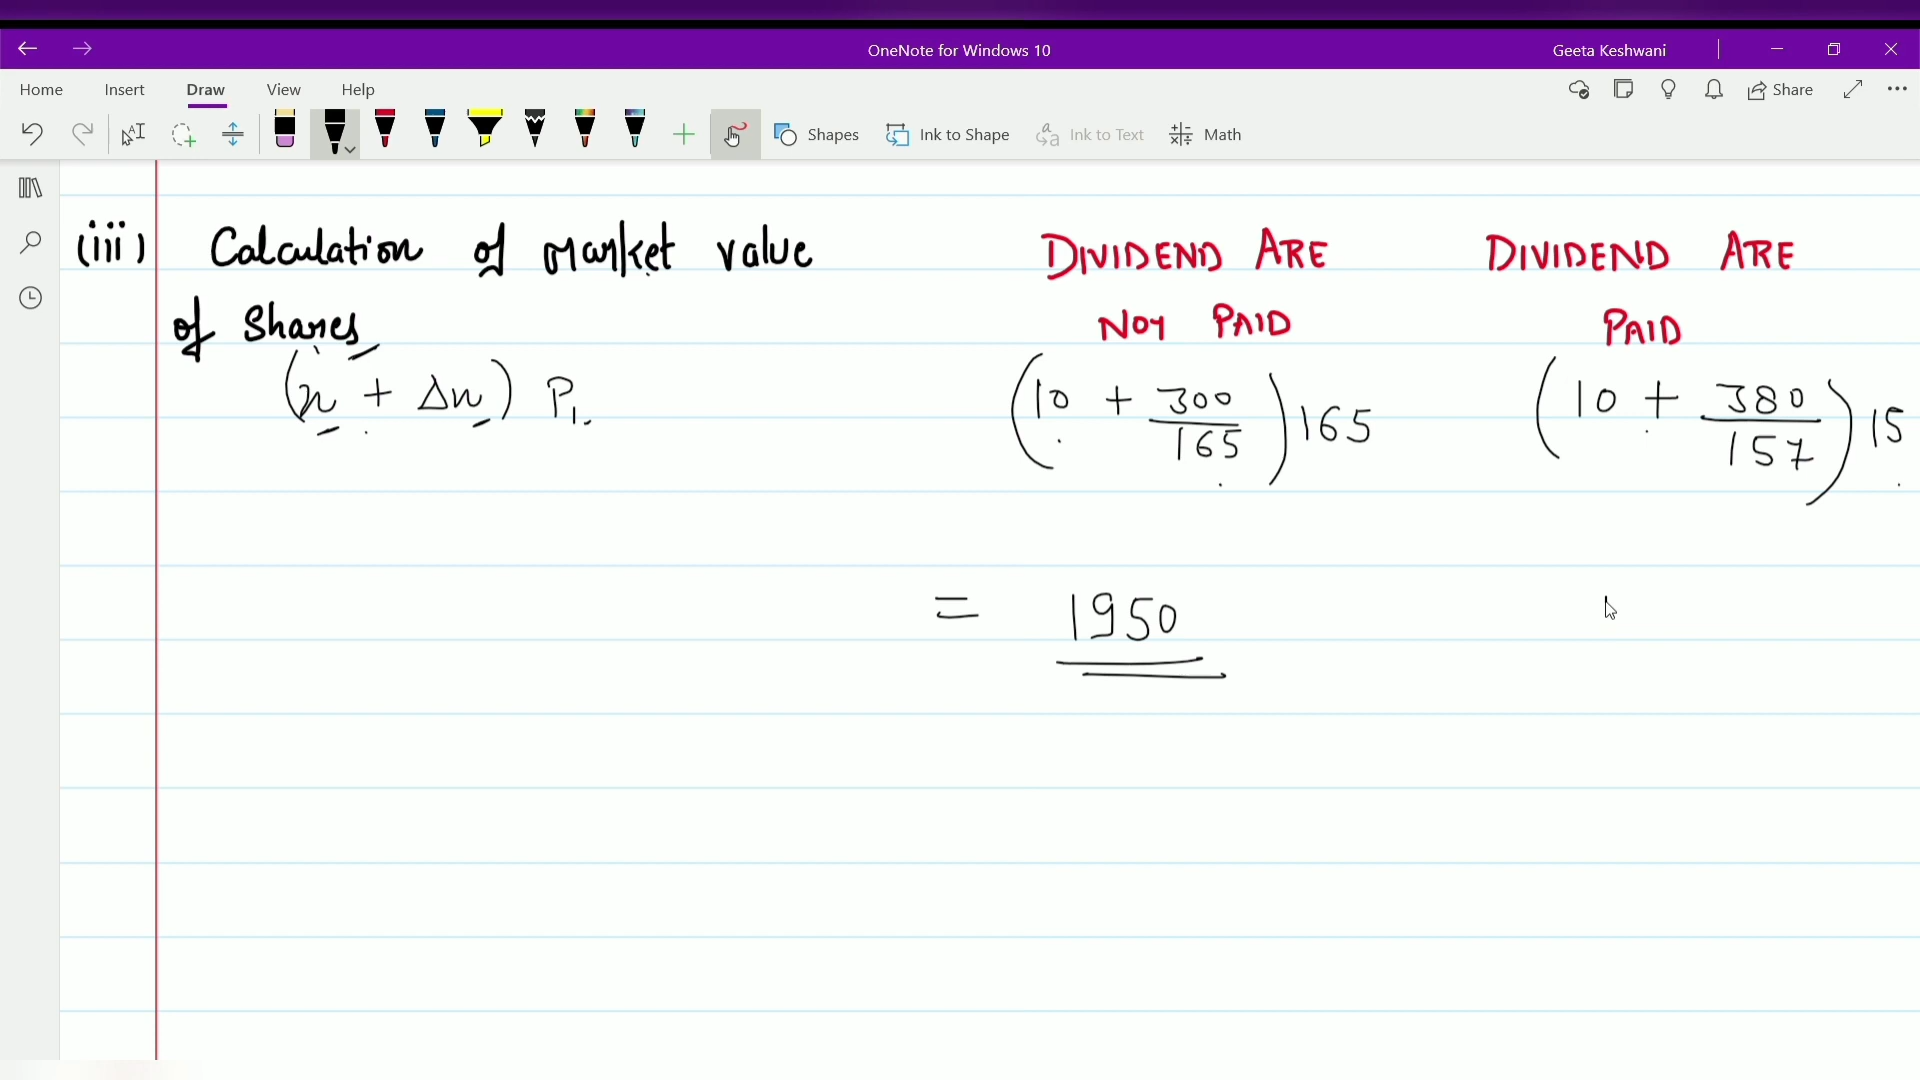 OneNote for Windows 10
Geeta Keshwani
Home Insert Draw View Help
Share
Shapes Ink to Shape Ink to Text Math
(iii) Calculation of Market value
of Shares
(n + Δn) P1.
DIVIDEND ARE
NOT PAID
(10 + 300/165) 165
= 1950
DIVIDEND ARE
PAID
(10 + 380/157) 15